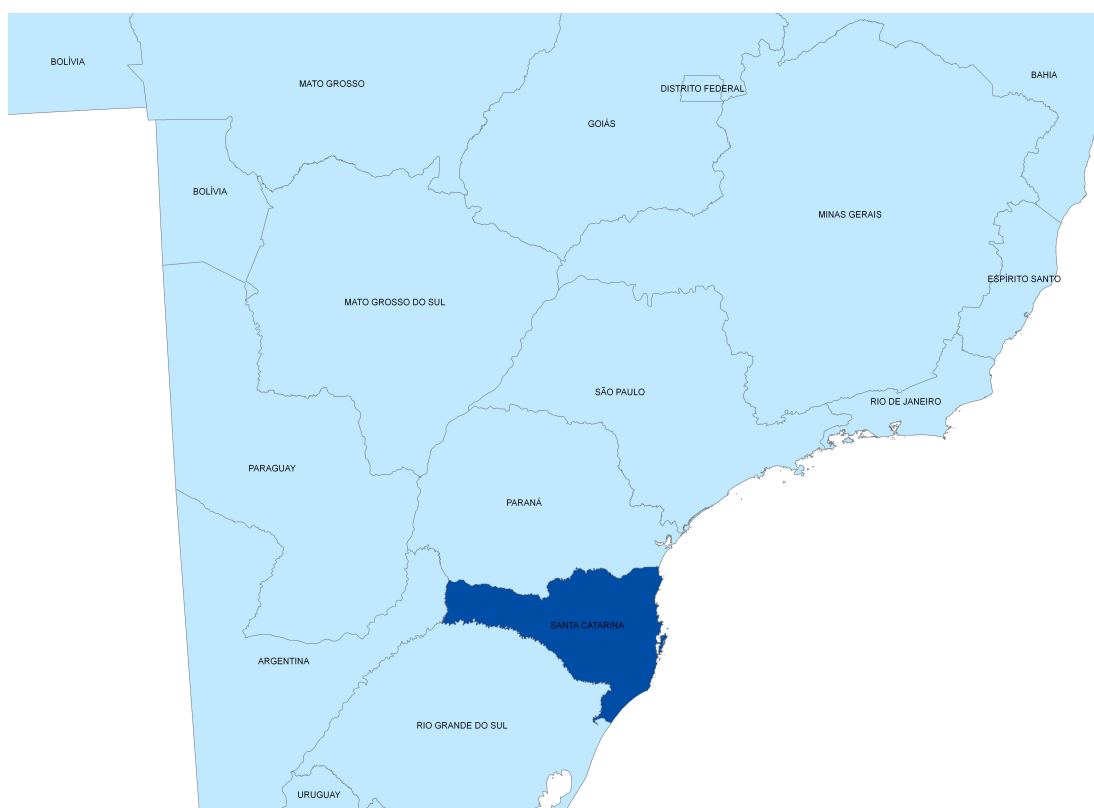 BOLÍVIA
BAHIA
MATO GROSSO
DISTRITO FEDERAL
GOIÁS
BOLÍVIA
MINAS GERAIS
ESPÍRITO SANTO
MATO GROSSO DO SUL
SÃO PAULO
RIO DE JANEIRO
PARAGUAY
PARANÁ
SANTA CATARINA
ARGENTINA
RIO GRANDE DO SUL
URUGUAY